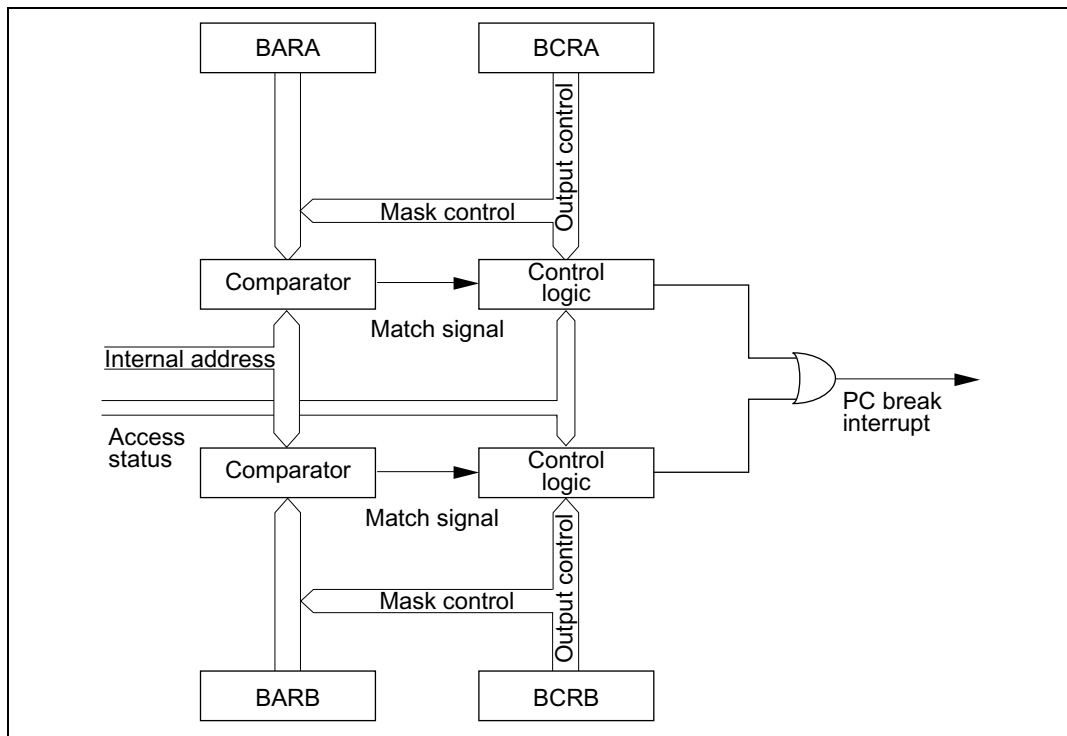 BARA
BCRA
Output control
Mask control
Comparator
Control
logic
Match signal
Internal address
Access
status
PC break
interrupt
Comparator
Control
logic
Match signal
Mask control
Output control
BARB
BCRB